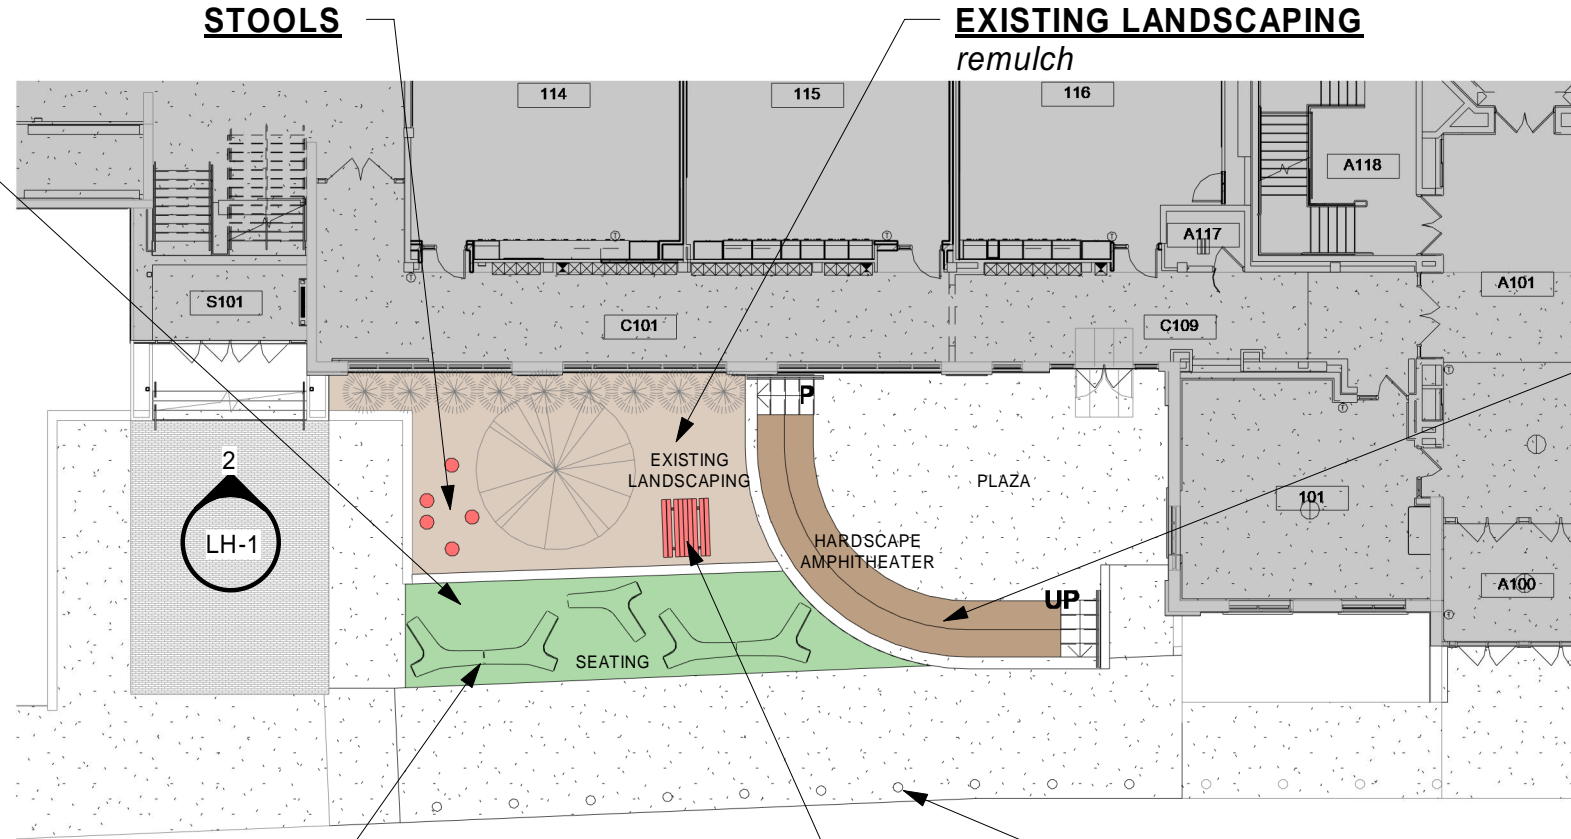 STOOLS
EXISTING LANDSCAPING
remulch
114
115
116
A118
A117
S101
C101
C109
A101
P
2
EXISTING
LANDSCAPING
PLAZA
101
LH-1
HARDSCAPE
AMPHITHEATER
A100
UP
SEATING